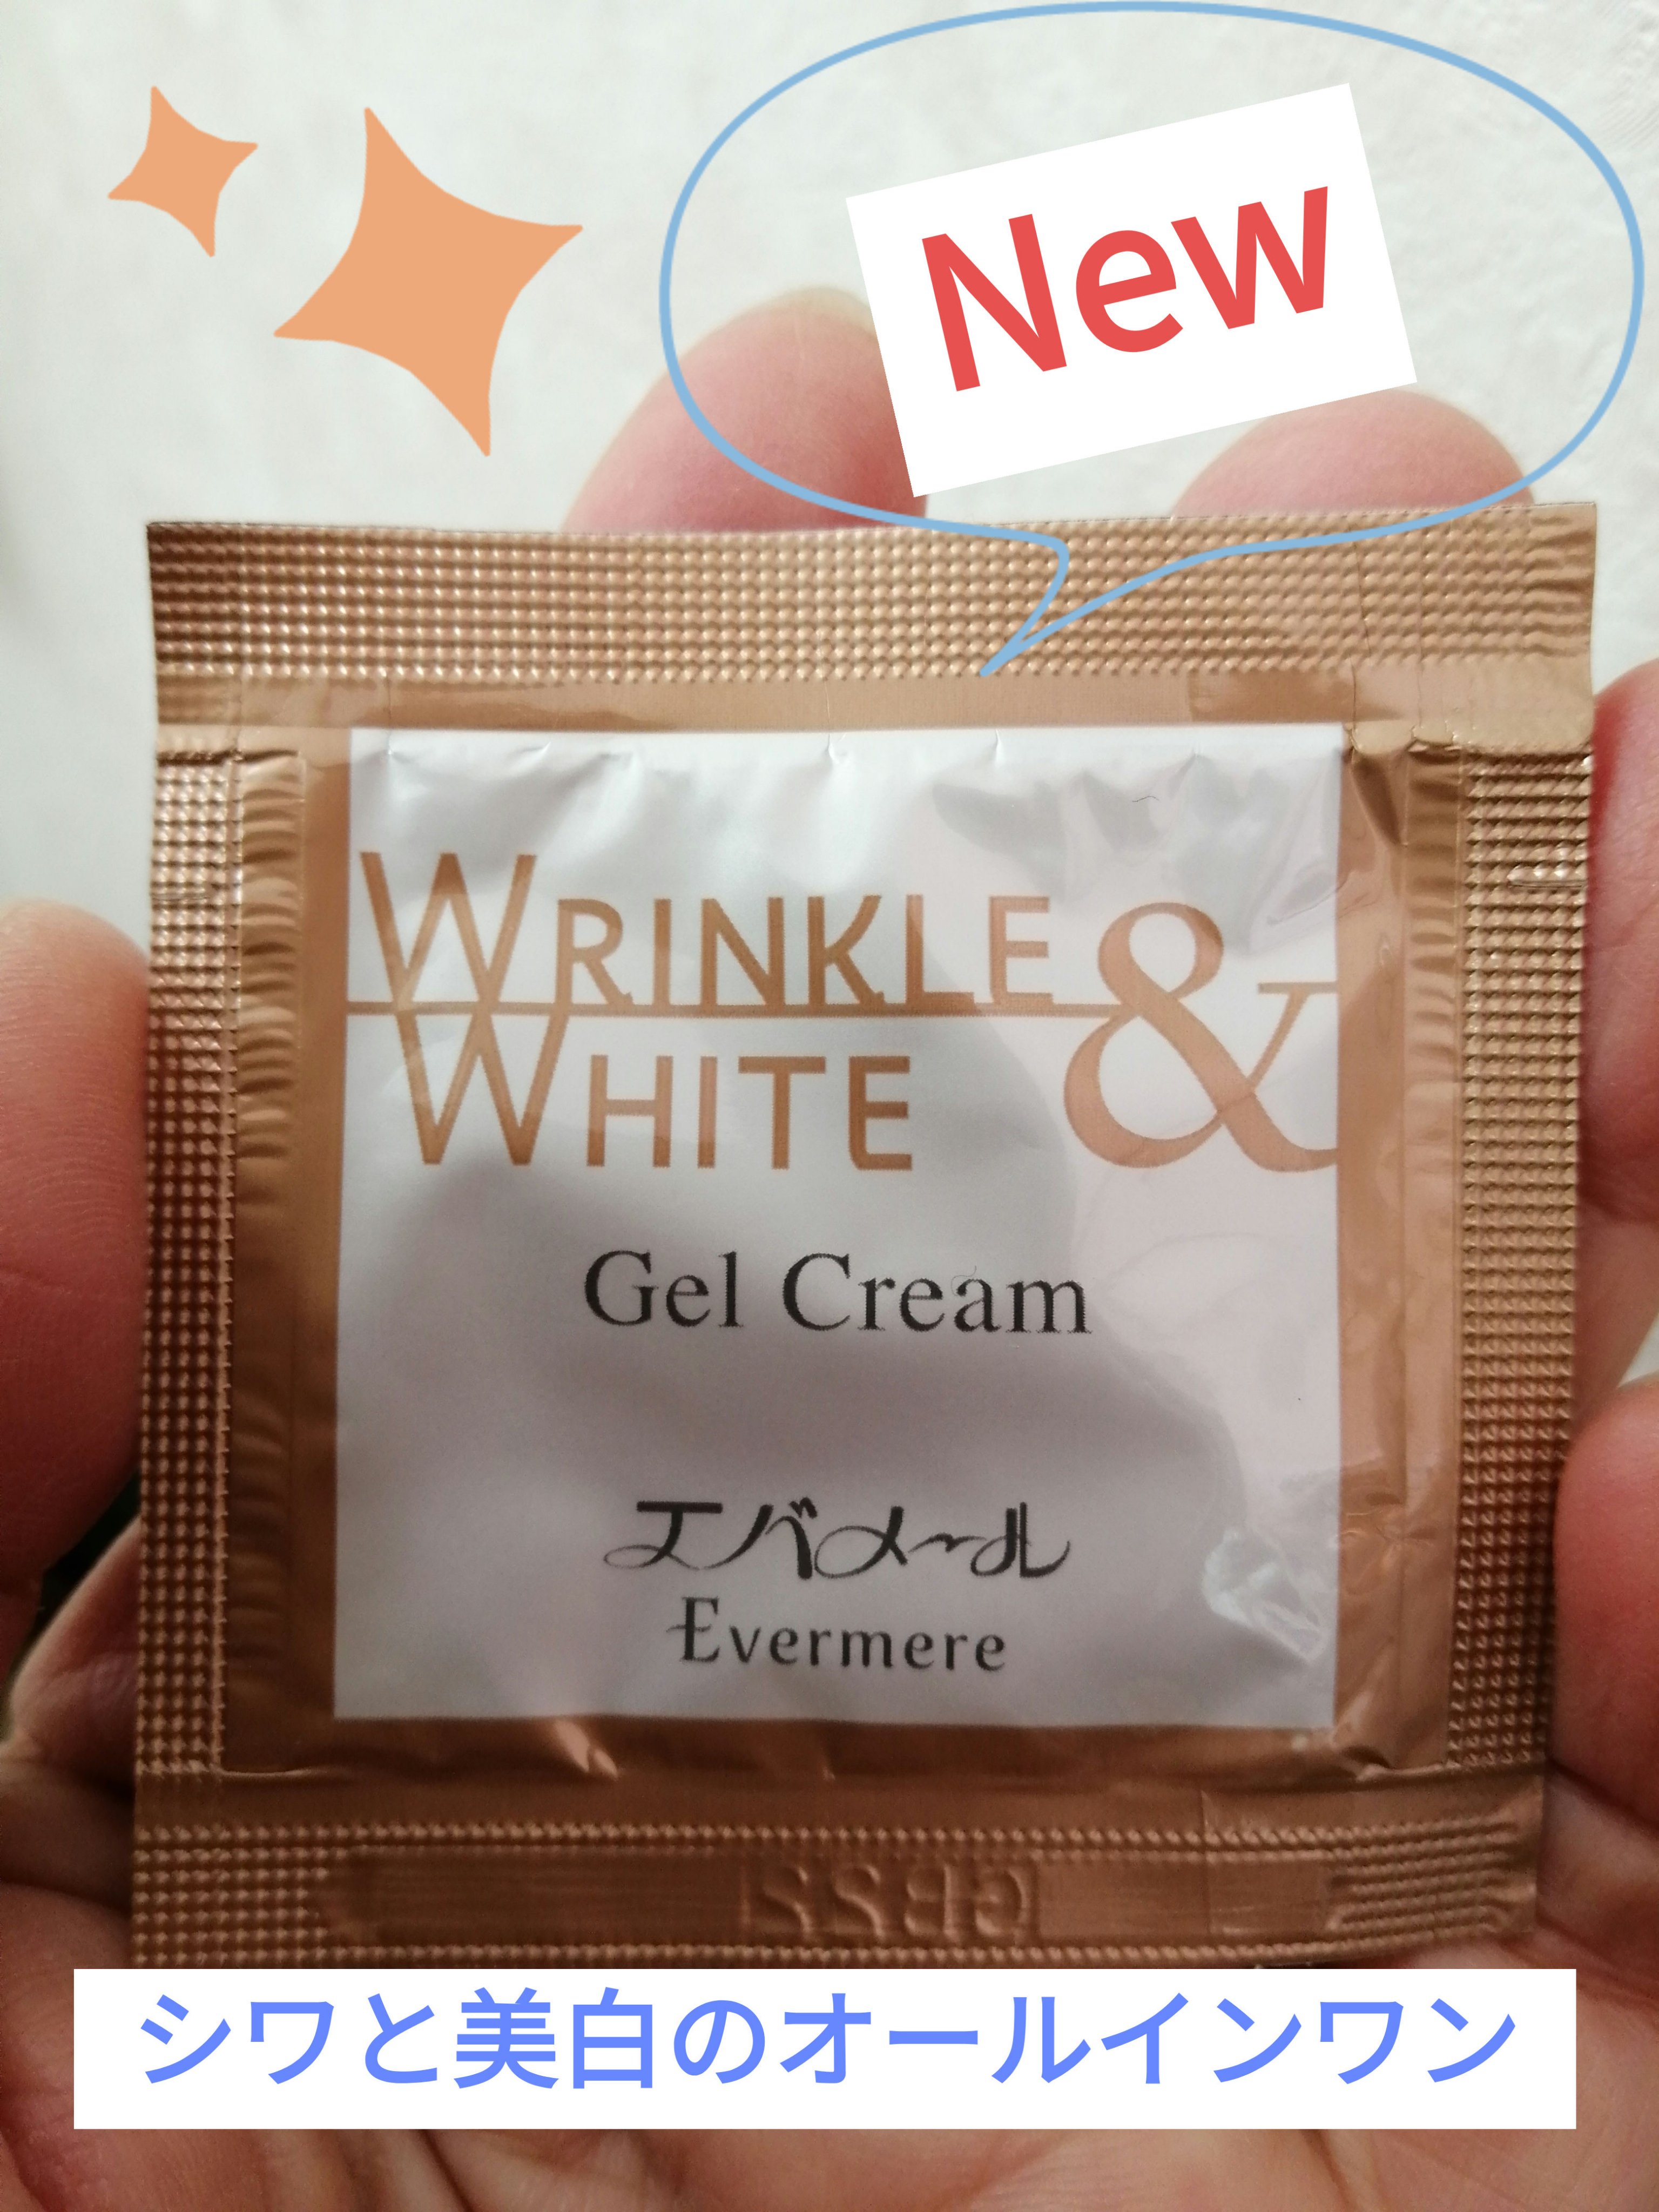 New
WRINKLE &
WHITE
Gel Cream
エバメール
Evermere
シワと美白のオールインワン